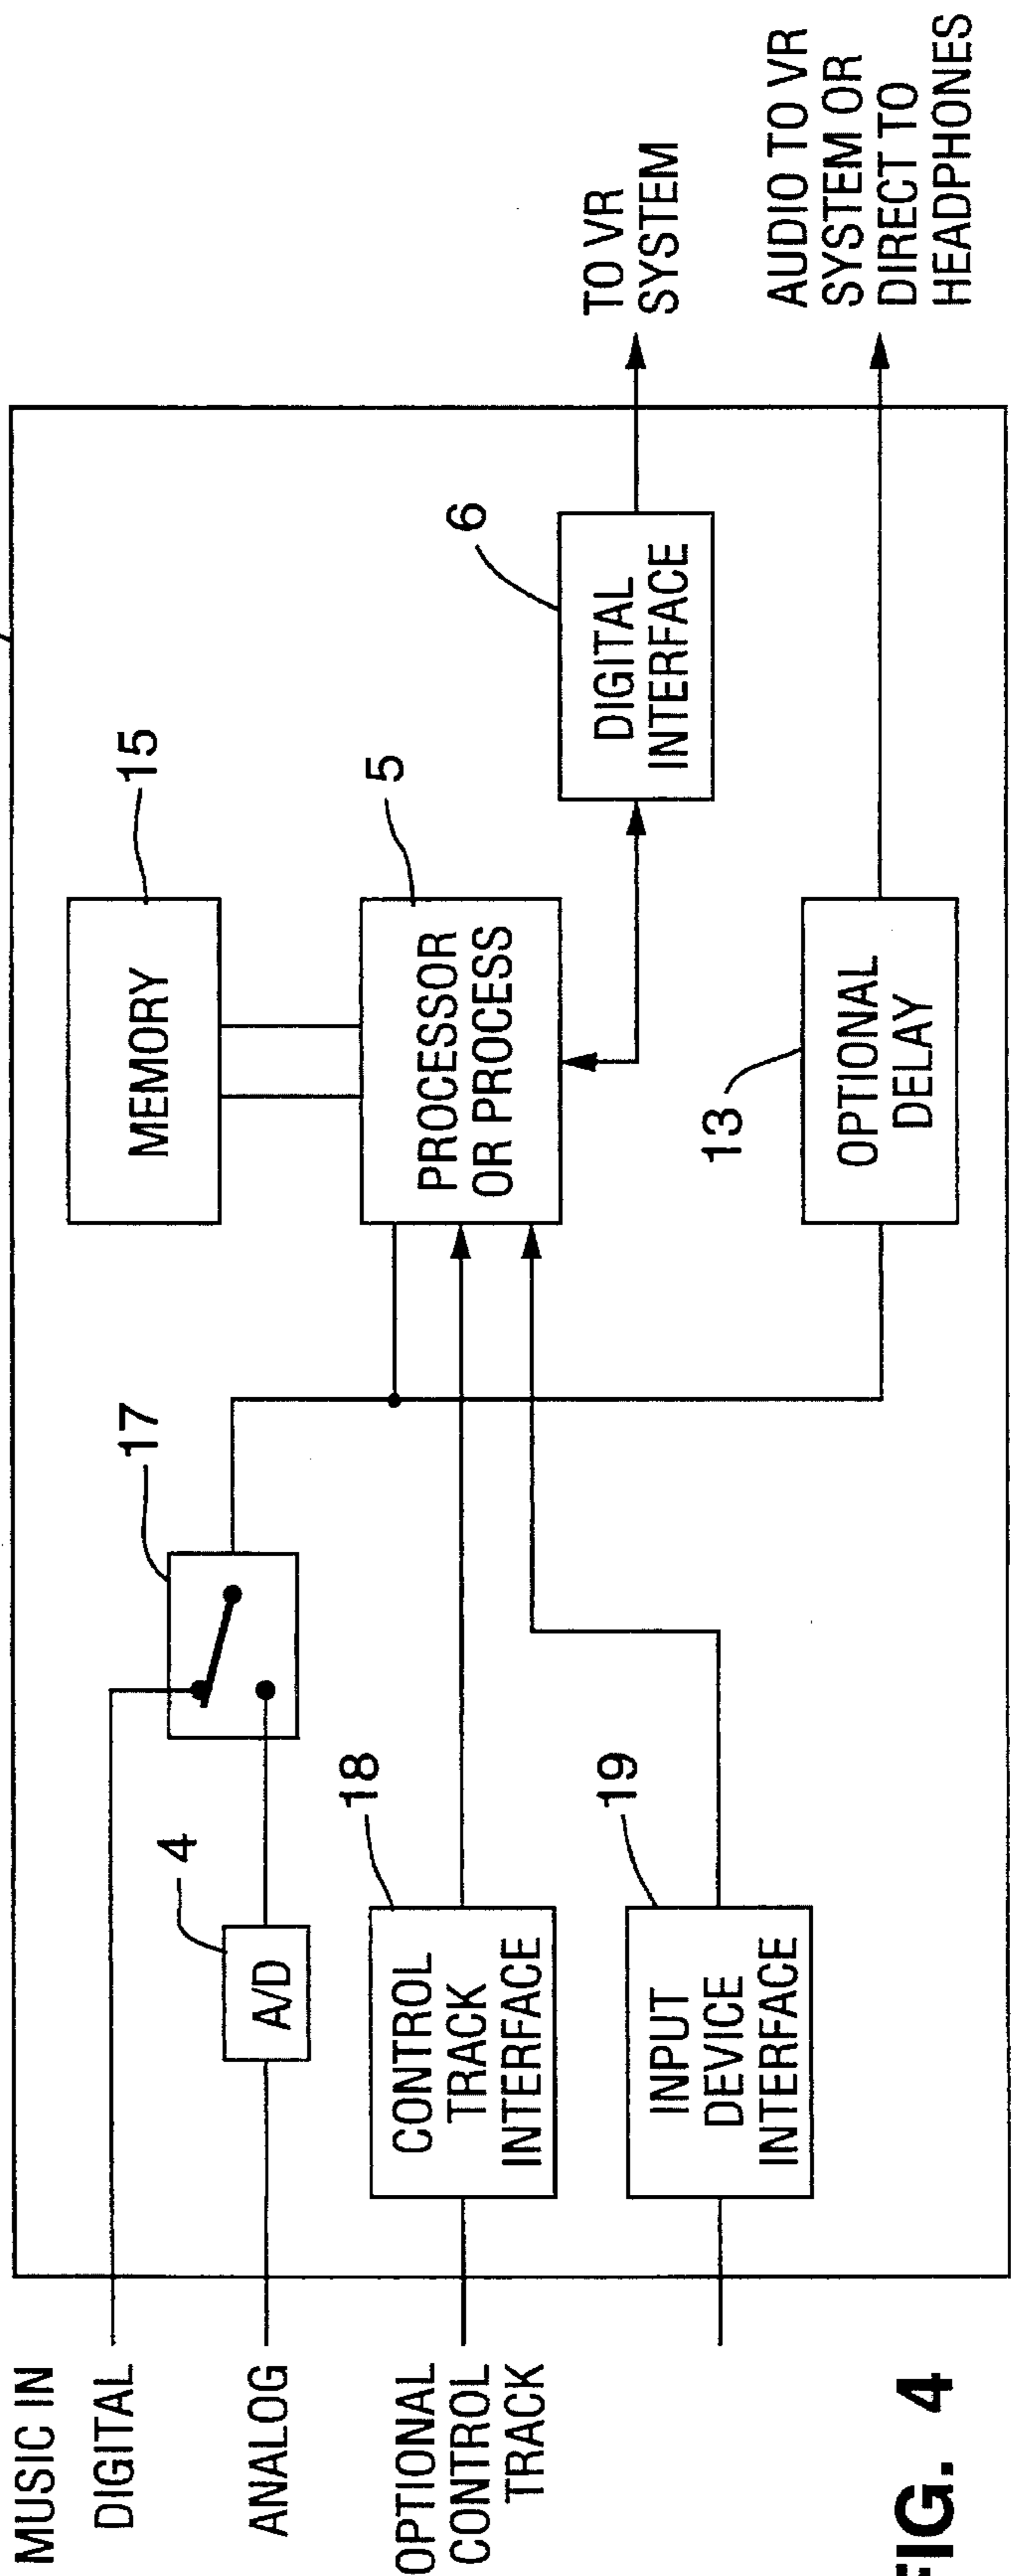 MUSIC IN
DIGITAL
ANALOG
OPTIONAL
CONTROL
TRACK
4
A/D
17
18
CONTROL
TRACK
INTERFACE
19
INPUT
DEVICE
INTERFACE
15
MEMORY
5
PROCESSOR
OR PROCESS
13
OPTIONAL
DELAY
6
DIGITAL
INTERFACE
TO VR
SYSTEM
AUDIO TO VR
SYSTEM OR
DIRECT TO
HEADPHONES
FIG. 4